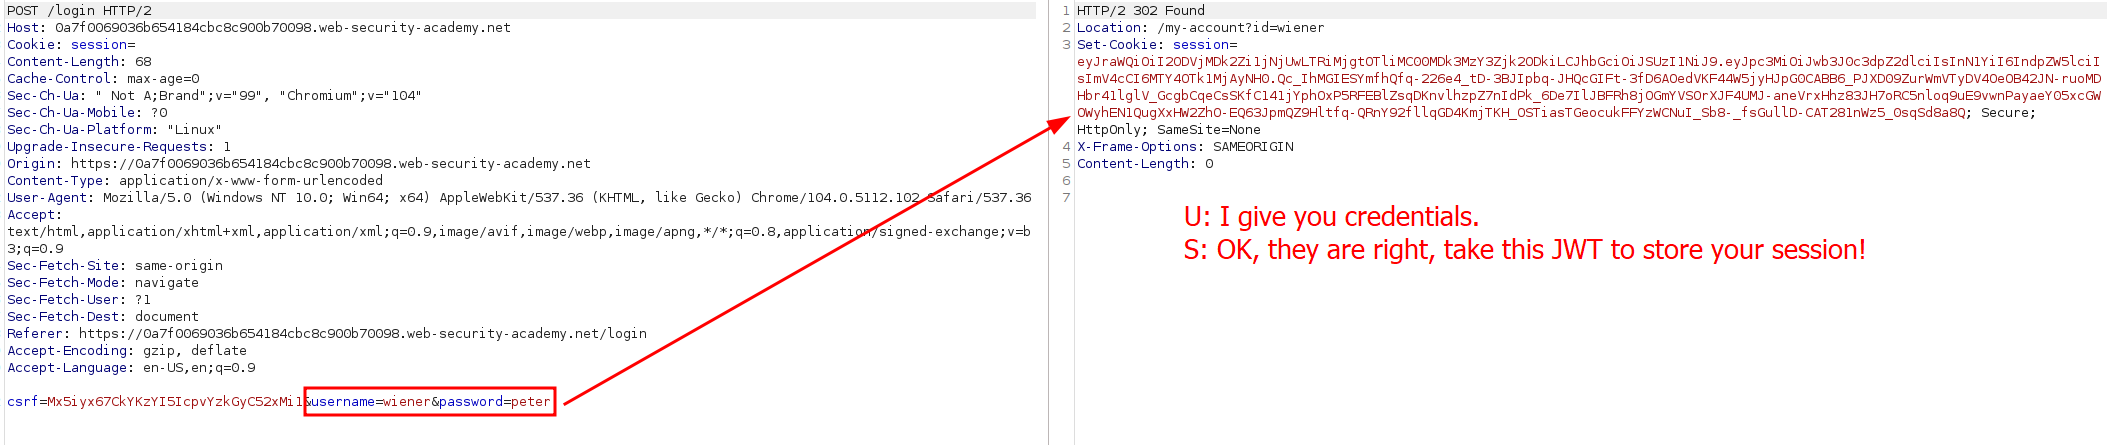 POST /login HTTP/2
Host: 0a7f0069036b654184cbc8c900b70098.web-security-academy.net
Cookie: session=
Content-Length: 68
Cache-Control: max-age=0
Sec-Ch-Ua: " Not A;Brand";v="99", "Chromium";v="104"
Sec-Ch-Ua-Mobile: ?0
Sec-Ch-Ua-Platform: "Linux"
Upgrade-Insecure-Requests: 1
Origin: https://0a7f0069036b654184cbc8c900b70098.web-security-academy.net
Content-Type: application/x-www-form-urlencoded
User-Agent: Mozilla/5.0 (Windows NT 10.0; Win64; x64) AppleWebKit/537.36 (KHTML, like Gecko) Chrome/104.0.5112.102 Safari/537.36
Accept:
text/html,application/xhtml+xml,application/xml;q=0.9,image/avif,image/webp,image/apng,*/*;q=0.8,application/signed-exchange;v=b
3;q=0.9
Sec-Fetch-Site: same-origin
Sec-Fetch-Mode: navigate
Sec-Fetch-User: ?1
Sec-Fetch-Dest: document
Referer: https://0a7f0069036b654184cbc8c900b70098.web-security-academy.net/login
Accept-Encoding: gzip, deflate
Accept-Language: en-US,en;q=0.9
csrf=Mx5iyx67CkYKzYI5IcpvYzkGyC52xMi1&username=wiener&password=peter
1 HTTP/2 302 Found
2 Location: /my-account?id=wiener
3 Set-Cookie: session=
eyJraWQiOiI2ODVjMDk2Zi1jNjUwLTRiMjgtOTliMC00MDk3MzY3Zjk2ODkiLCJhbGciOiJSUzI1NiJ9.eyJpc3MiOiJwb3J0c3dpZ2dlciIsInN1YiI6IndpZW5lciI
sImV4cCI6MTY4OTk1MjAyNH0.Qc_IhMGIESYmfhQfq-226e4_tD-3BJIpbq-JHQcGIFt-3fD6AOedVKF44W5jyHJpG0CABB6_PJXD09ZurWmVTyDV4Oe0B42JN-ruoMD
Hbr41lglV_GcgbCqeCsSKfC141jYphOxP5RFEBlZsqDKnvlhzpZ7nIdPk_6De7IlJBFRh8jOGmYVSOrXJF4UMJ-aneVrxHhz83JH7oRC5nloq9uE9vwnPayaeY05xcGW
OWyhEN1QugXxHW2ZhO-EQ63JpmQZ9Hltfq-QRnY92fllqGD4KmjTKH_OSTiasTGeocukFFYzWCNuI_Sb8-_fsGullD-CAT281nWz5_0sqSd8a8Q; Secure;
HttpOnly; SameSite=None
4 X-Frame-Options: SAMEORIGIN
5 Content-Length: 0
6
7
U: I give you credentials.
S: OK, they are right, take this JWT to store your session!